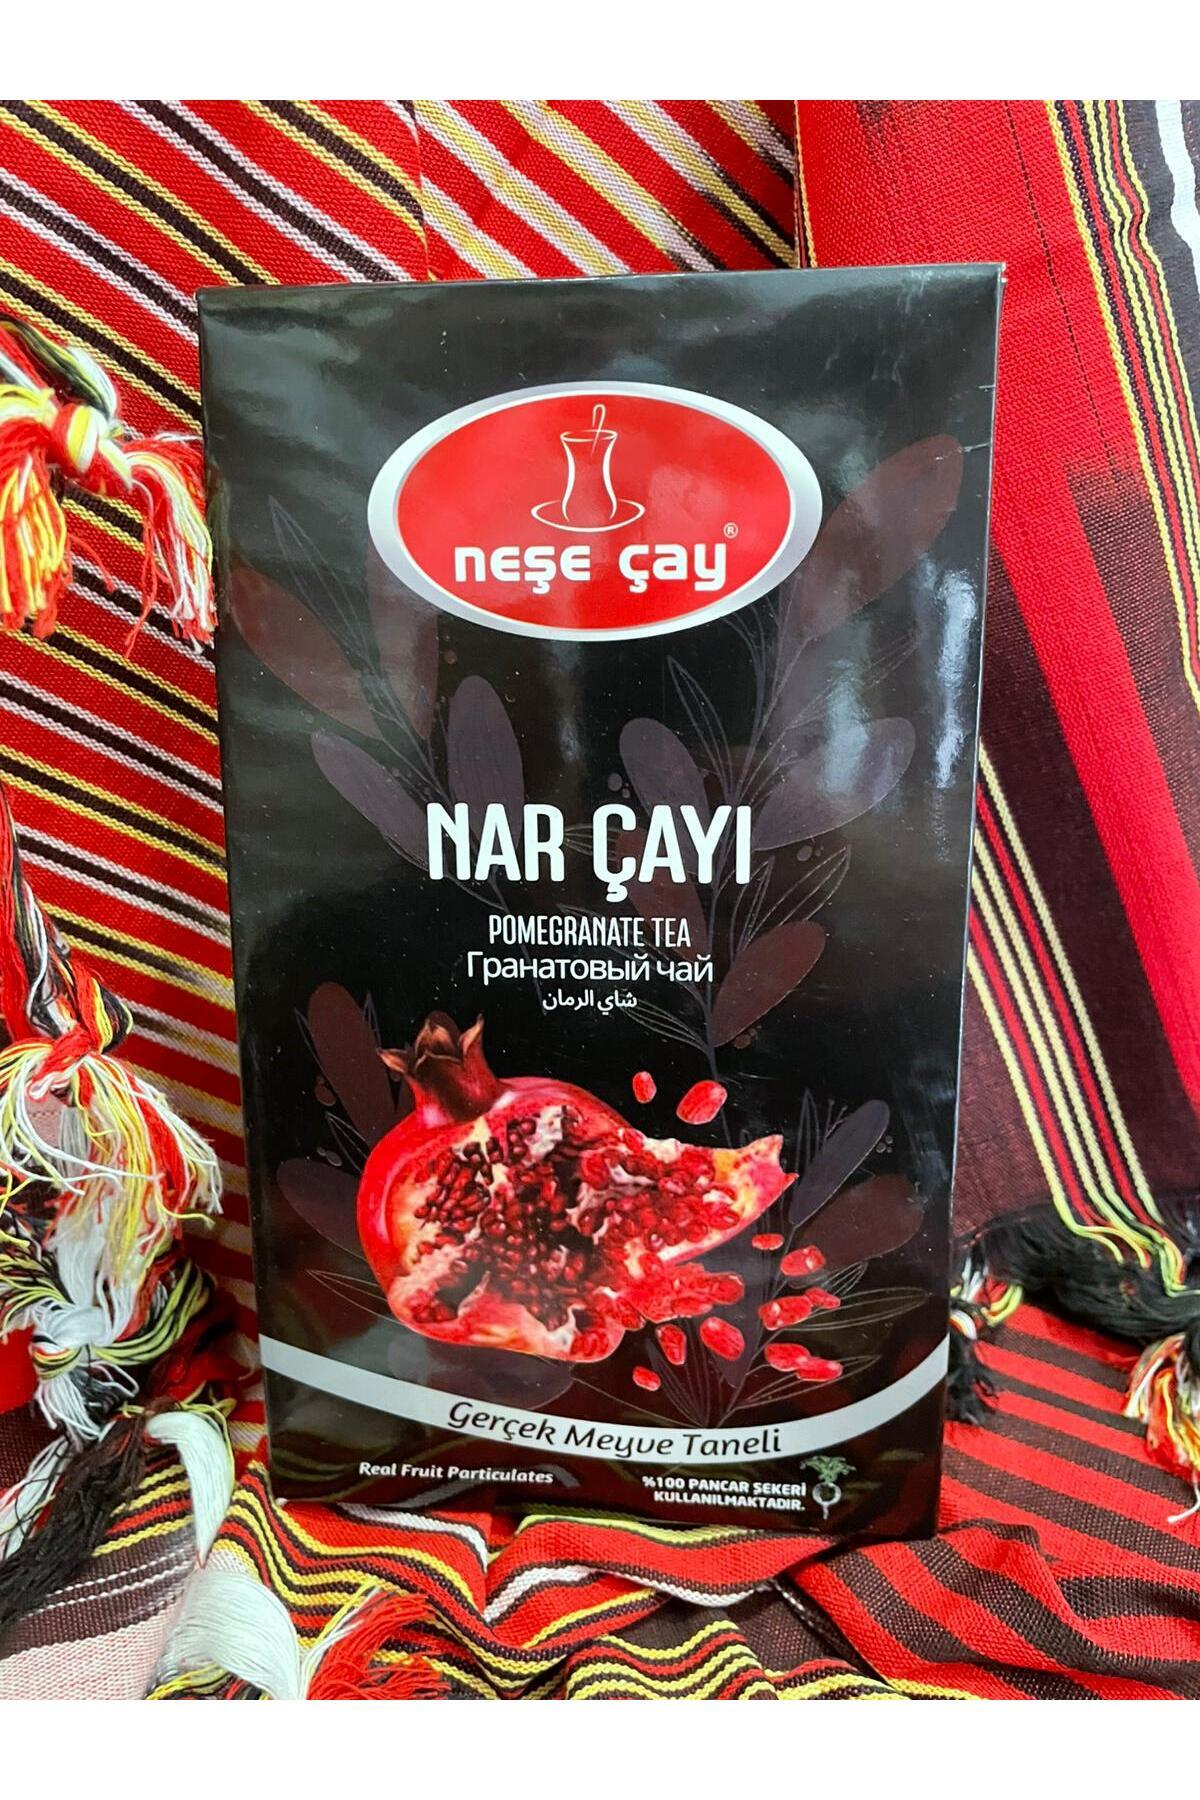 neşe çay®
NAR ÇAYI
POMEGRANATE TEA
Гранатовый чай
شاي الرمان
Gerçek Meyve Taneli
Real Fruit Particulates
%100 PANCAR ŞEKERİ
KULLANILMAKTADIR.